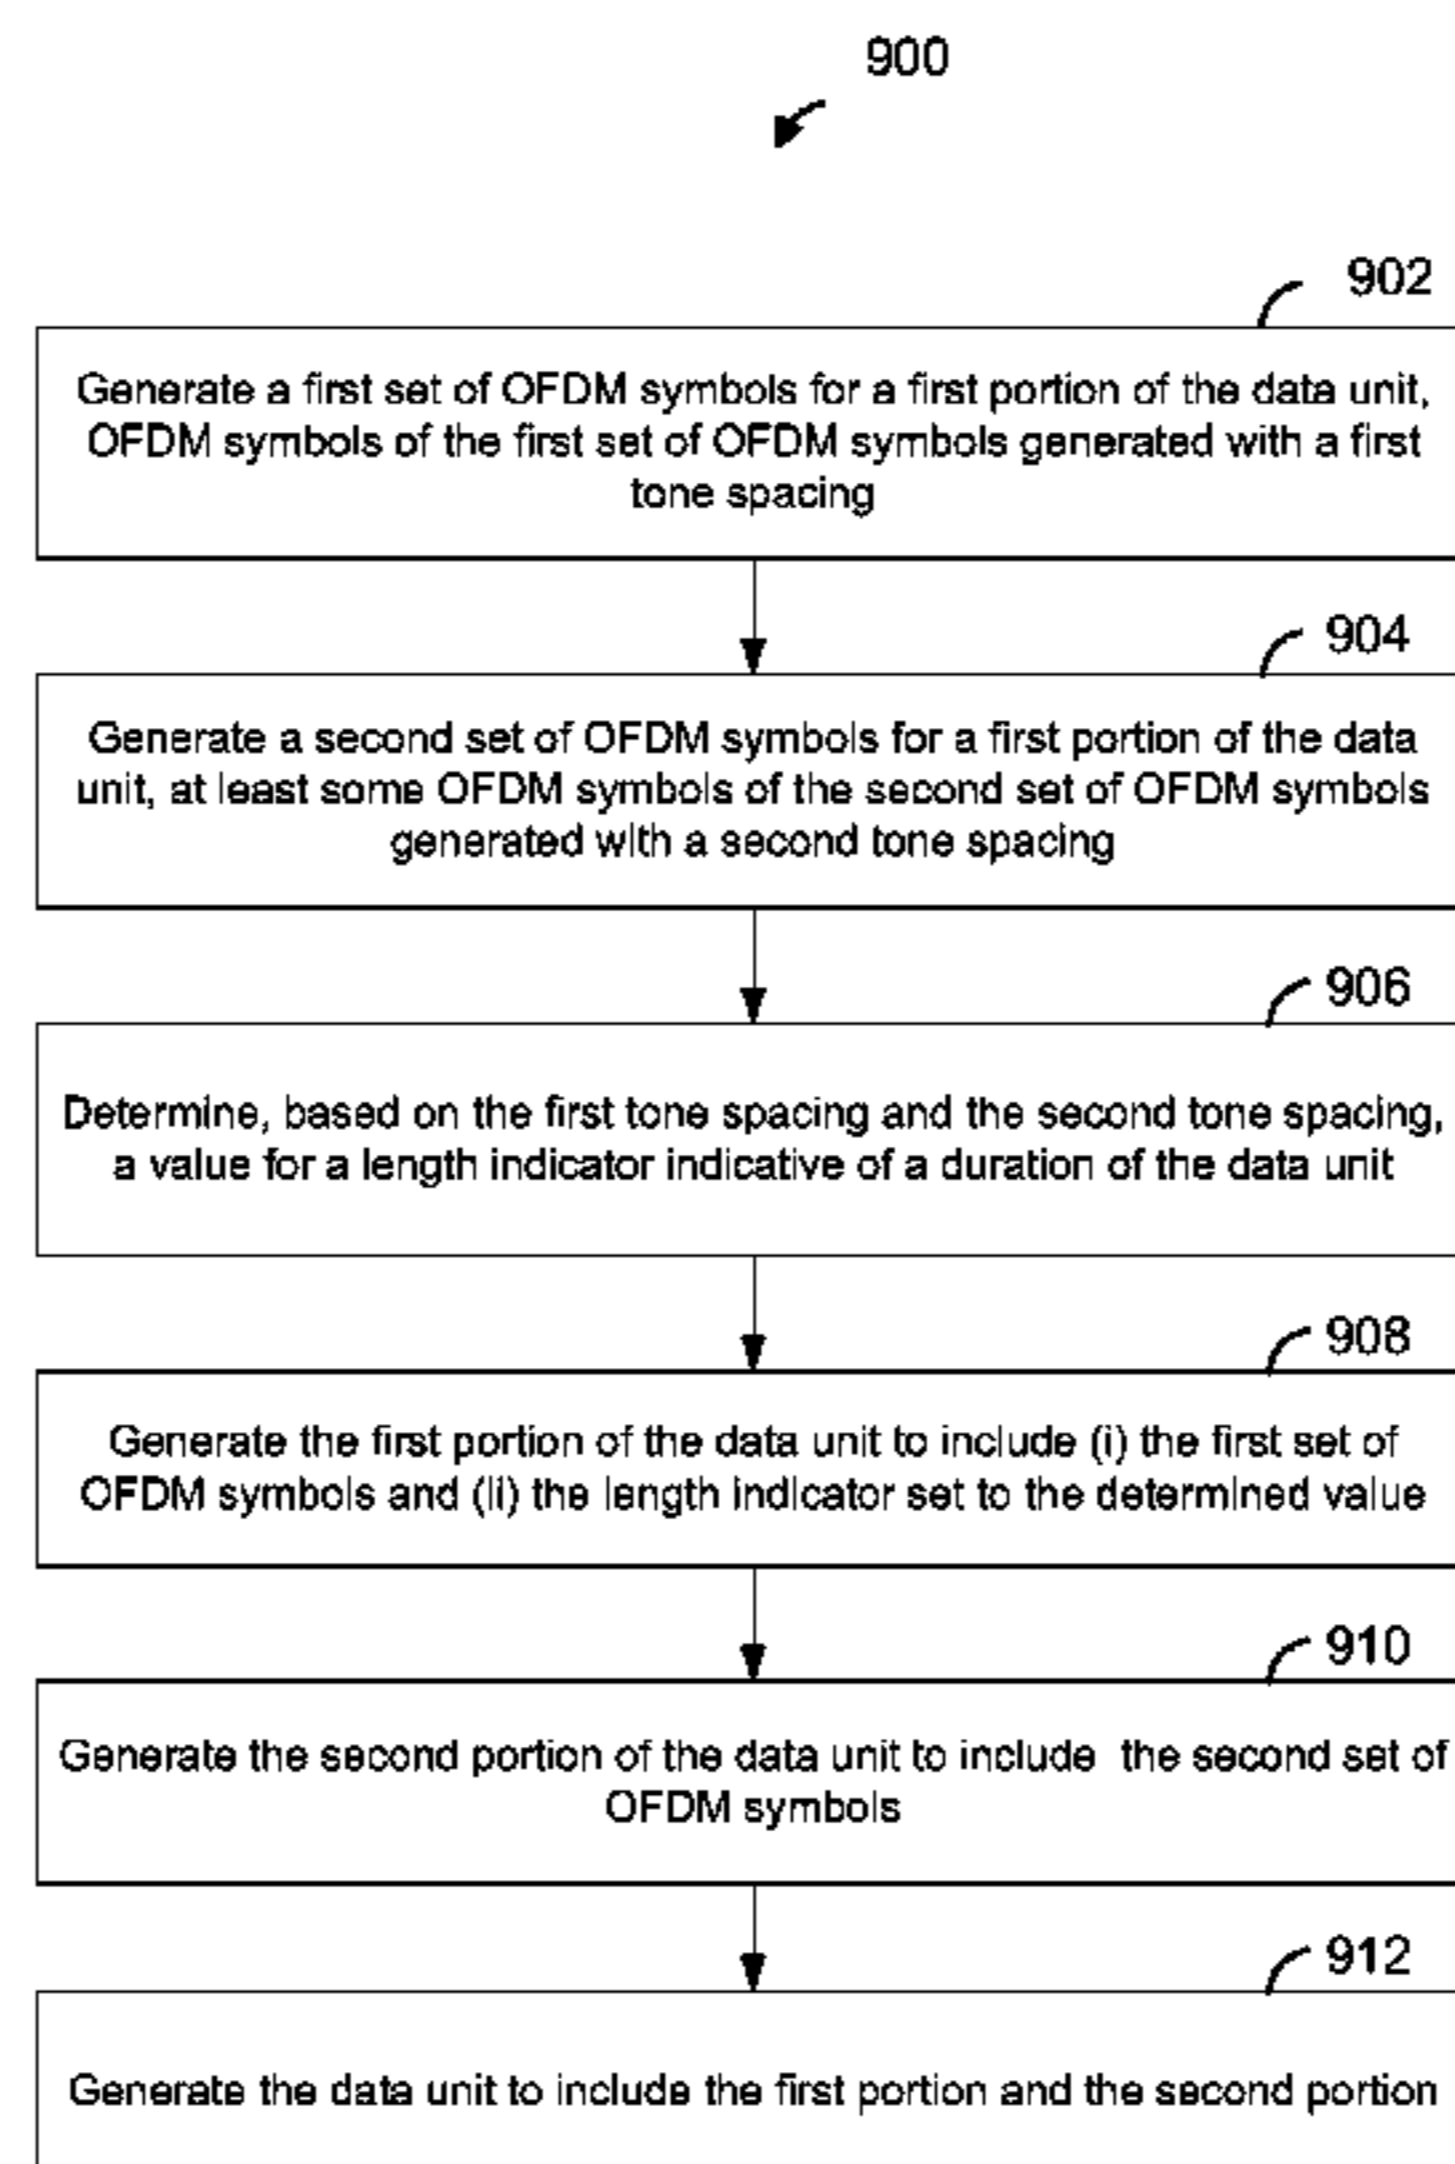 900
902
Generate a first set of OFDM symbols for a first portion of the data unit,
OFDM symbols of the first set of OFDM symbols generated with a first
tone spacing
904
Generate a second set of OFDM symbols for a first portion of the data
unit, at least some OFDM symbols of the second set of OFDM symbols
generated with a second tone spacing
906
Determine, based on the first tone spacing and the second tone spacing,
a value for a length indicator indicative of a duration of the data unit
908
Generate the first portion of the data unit to include (i) the first set of
OFDM symbols and (ii) the length indicator set to the determined value
910
Generate the second portion of the data unit to include the second set of
OFDM symbols
912
Generate the data unit to include the first portion and the second portion